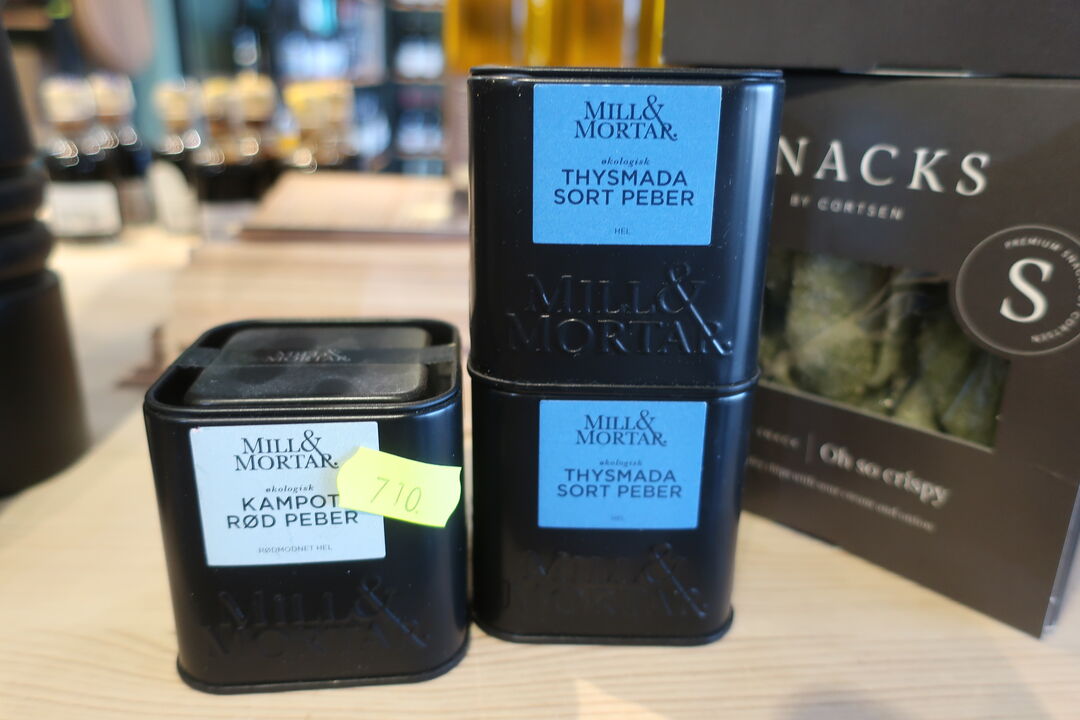 MILL&
MORTAR.
økologisk
THYSMADA
SORT PEBER
HEL
MILL&
MORTAR.
MILL&
MORTAR.
økologisk
THYSMADA
SORT PEBER
HEL
MILL&
MORTAR.
MILL&
MORTAR.
økologisk
KAMPOT
RØD PEBER
RØDMODNET HEL
710.
MILL&
MORTAR.
NACKS
BY CORTSEN
S
Oh so crispy